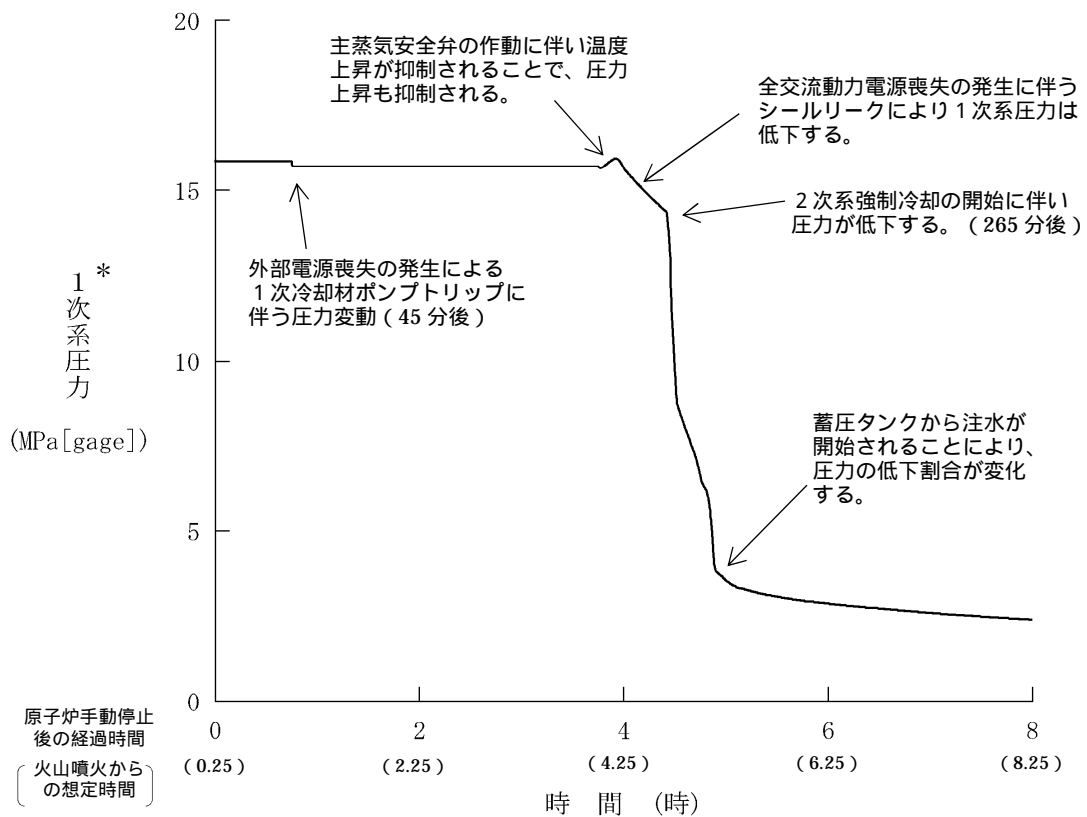 20
15
10
5
0
1次系圧力*
(MPa[gage])
主蒸気安全弁の作動に伴い温度
上昇が抑制されることで、圧力
上昇も抑制される。
全交流動力電源喪失の発生に伴う
シールリークにより1次系圧力は
低下する。
2次系強制冷却の開始に伴い
圧力が低下する。(265 分後)
外部電源喪失の発生による
1次冷却材ポンプトリップに
伴う圧力変動(45 分後)
蓄圧タンクから注水が
開始されることにより、
圧力の低下割合が変化
する。
原子炉手動停止
後の経過時間
0 2 4 6 8
火山噴火から
の想定時間
(0.25) (2.25) (4.25) (6.25) (8.25)
時 間 (時)